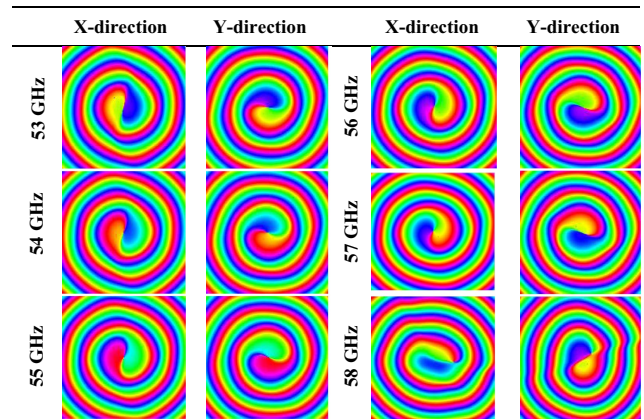 X-direction Y-direction X-direction Y-direction
53 GHz 56 GHz
54 GHz 57 GHz
55 GHz 58 GHz